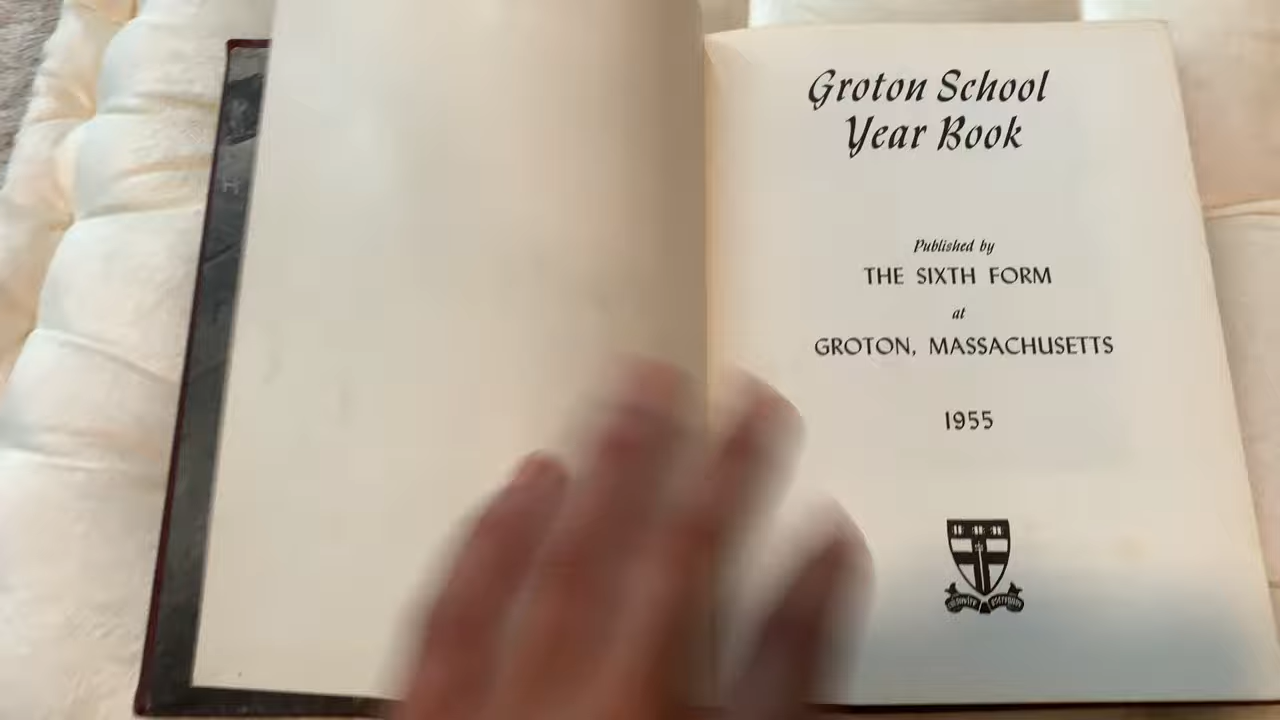 Groton School
Year Book
Published by
THE SIXTH FORM
at
GROTON, MASSACHUSETTS
1955